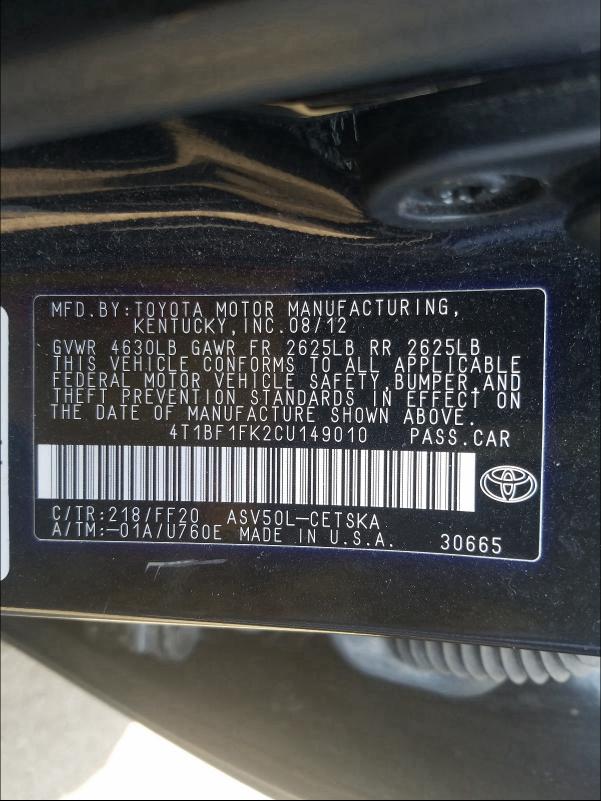 MFD.BY:TOYOTA MOTOR MANUFACTURING,
KENTUCKY,INC.08/12
GVWR 4630LB GAWR FR 2625LB RR 2625LB
THIS VEHICLE CONFORMS TO ALL APPLICABLE
FEDERAL MOTOR VEHICLE SAFETY,BUMPER,AND
THEFT PREVENTION STANDARDS IN EFFECT
ON THE DATE OF MANUFACTURE SHOWN ABOVE.
4T1BF1FK2CU149010 PASS.CAR
C/TR:218/FF20 ASV50L-CETSKA
A/TM:-01A/U760E MADE IN U.S.A. 30665